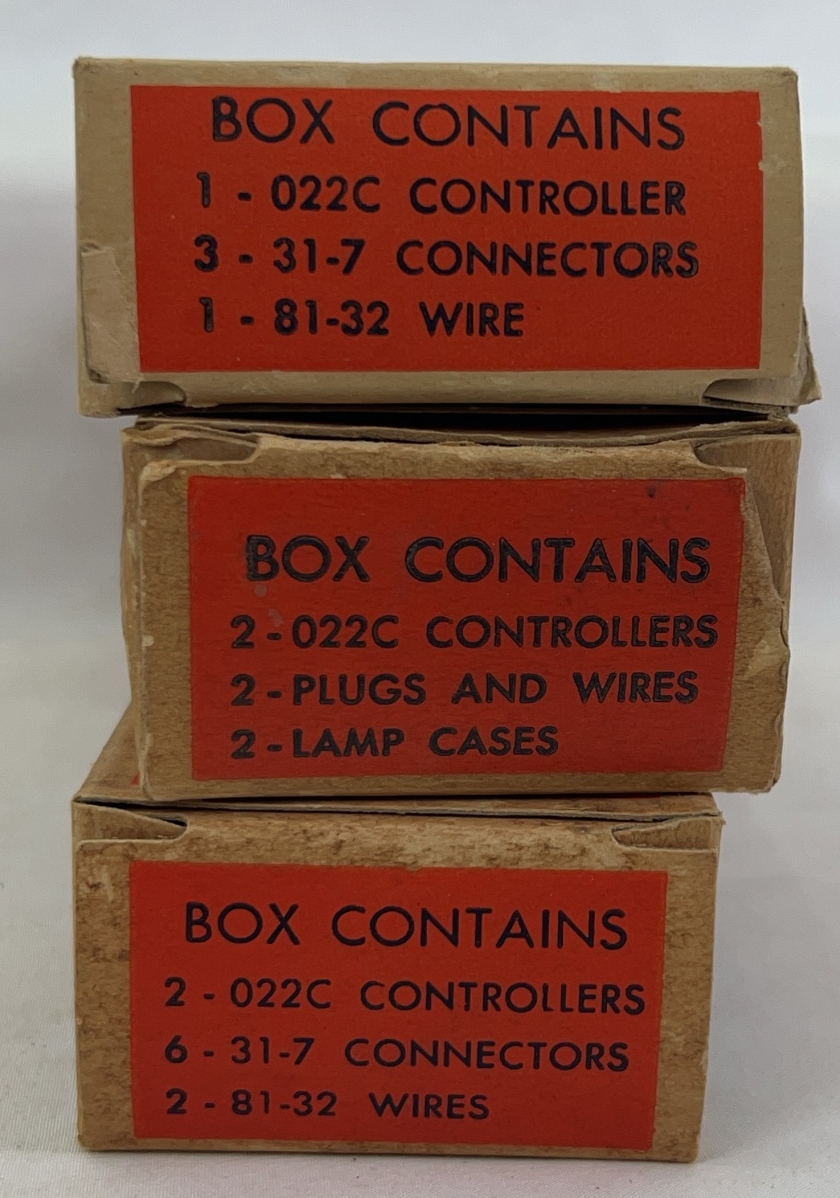 BOX CONTAINS
1 - 022C CONTROLLER
3 - 31-7 CONNECTORS
1 - 81-32 WIRE
BOX CONTAINS
2 - 022C CONTROLLERS
2 - PLUGS AND WIRES
2 - LAMP CASES
BOX CONTAINS
2 - 022C CONTROLLERS
6 - 31-7 CONNECTORS
2 - 81-32 WIRES